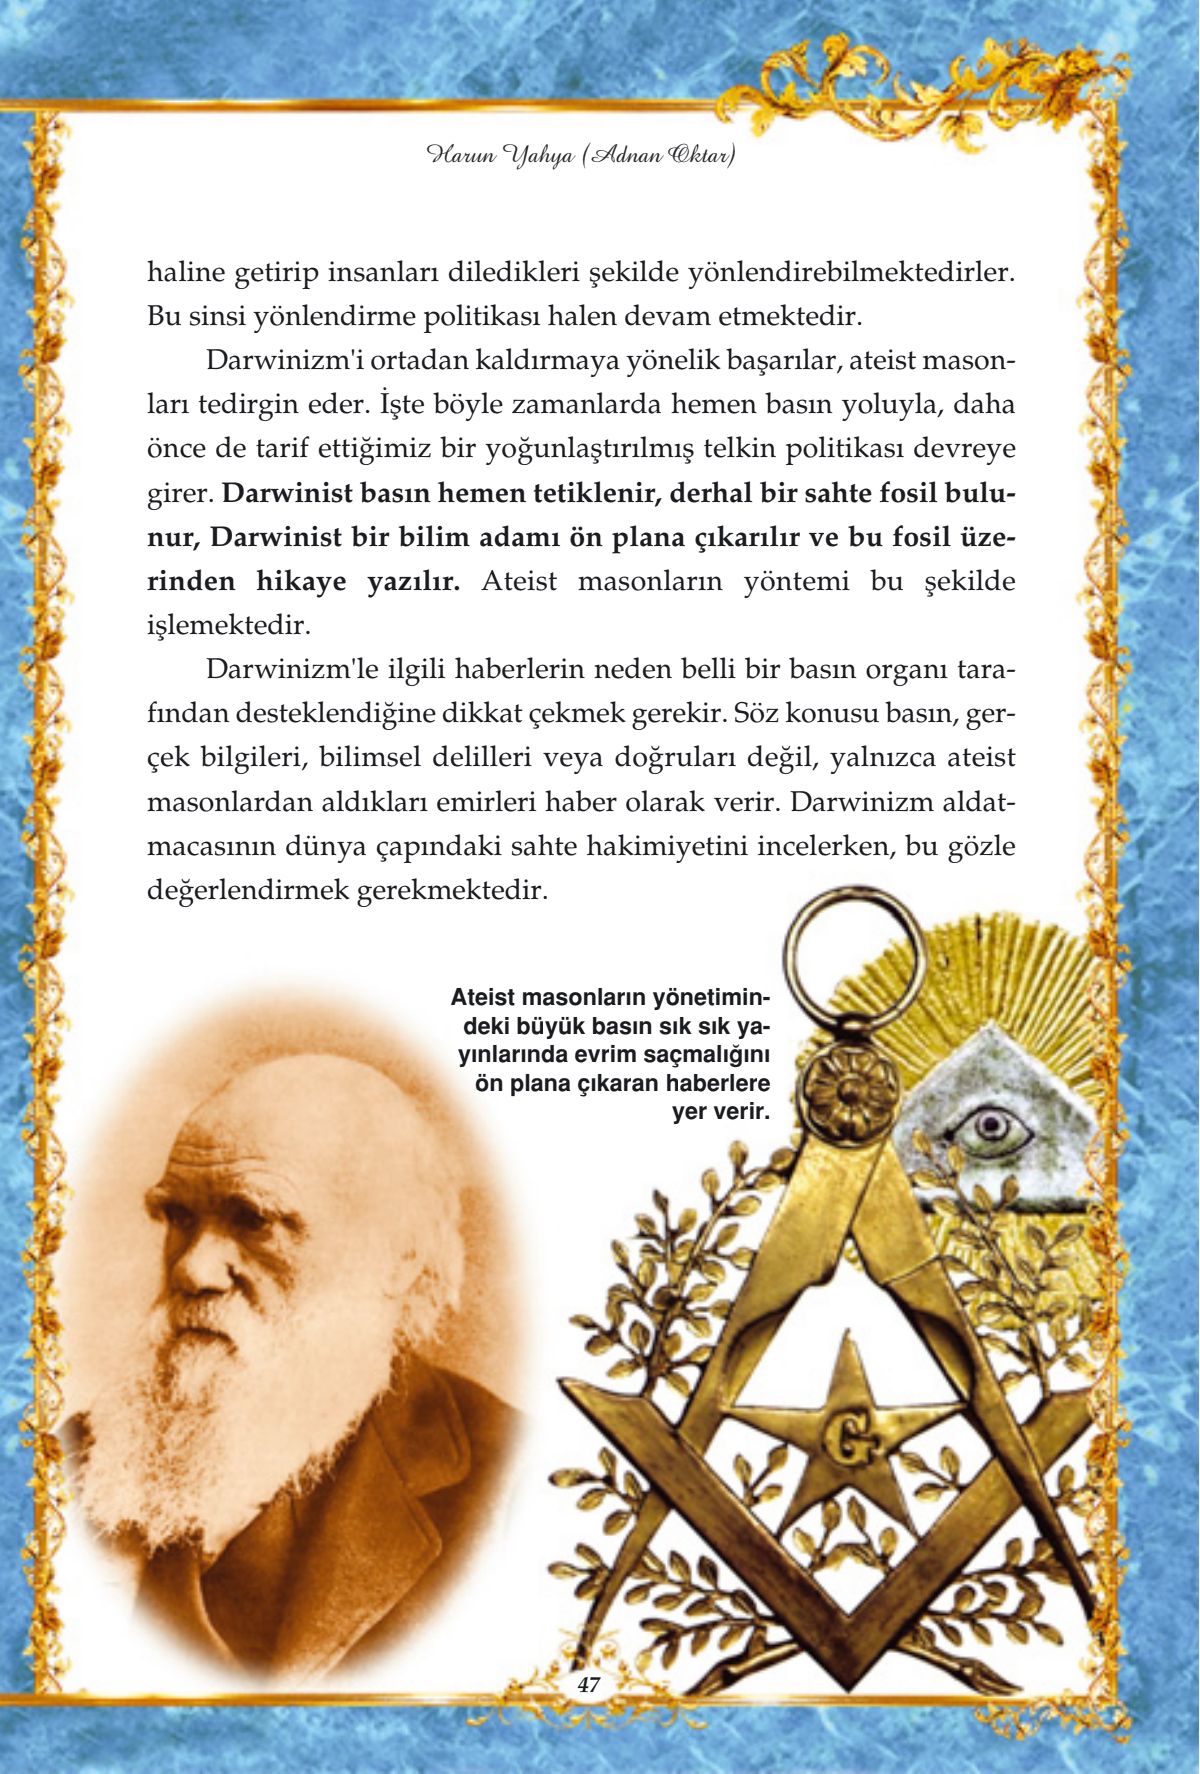 Harun Yahya (Adnan Oktar)
haline getirip insanları diledikleri şekilde yönlendirebilmektedirler.
Bu sinsi yönlendirme politikası halen devam etmektedir.
Darwinizm'i ortadan kaldırmaya yönelik başarılar, ateist mason-
ları tedirgin eder. İşte böyle zamanlarda hemen basın yoluyla, daha
önce de tarif ettiğimiz bir yoğunlaştırılmış telkin politikası devreye
girer. Darwinist basın hemen tetiklenir, derhal bir sahte fosil bulu-
nur, Darwinist bir bilim adamı ön plana çıkarılır ve bu fosil üze-
rinden hikaye yazılır. Ateist masonların yöntemi bu şekilde
işlemektedir.
Darwinizm'le ilgili haberlerin neden belli bir basın organı tara-
fından desteklendiğine dikkat çekmek gerekir. Söz konusu basın, ger-
çek bilgileri, bilimsel delilleri veya doğruları değil, yalnızca ateist
masonlardan aldıkları emirleri haber olarak verir. Darwinizm aldat-
macasının dünya çapındaki sahte hakimiyetini incelerken, bu gözle
değerlendirmek gerekmektedir.
Ateist masonların yönetimin-
deki büyük basın sık sık ya-
yınlarında evrim saçmalığını
ön plana çıkaran haberlere
yer verir.
G
47